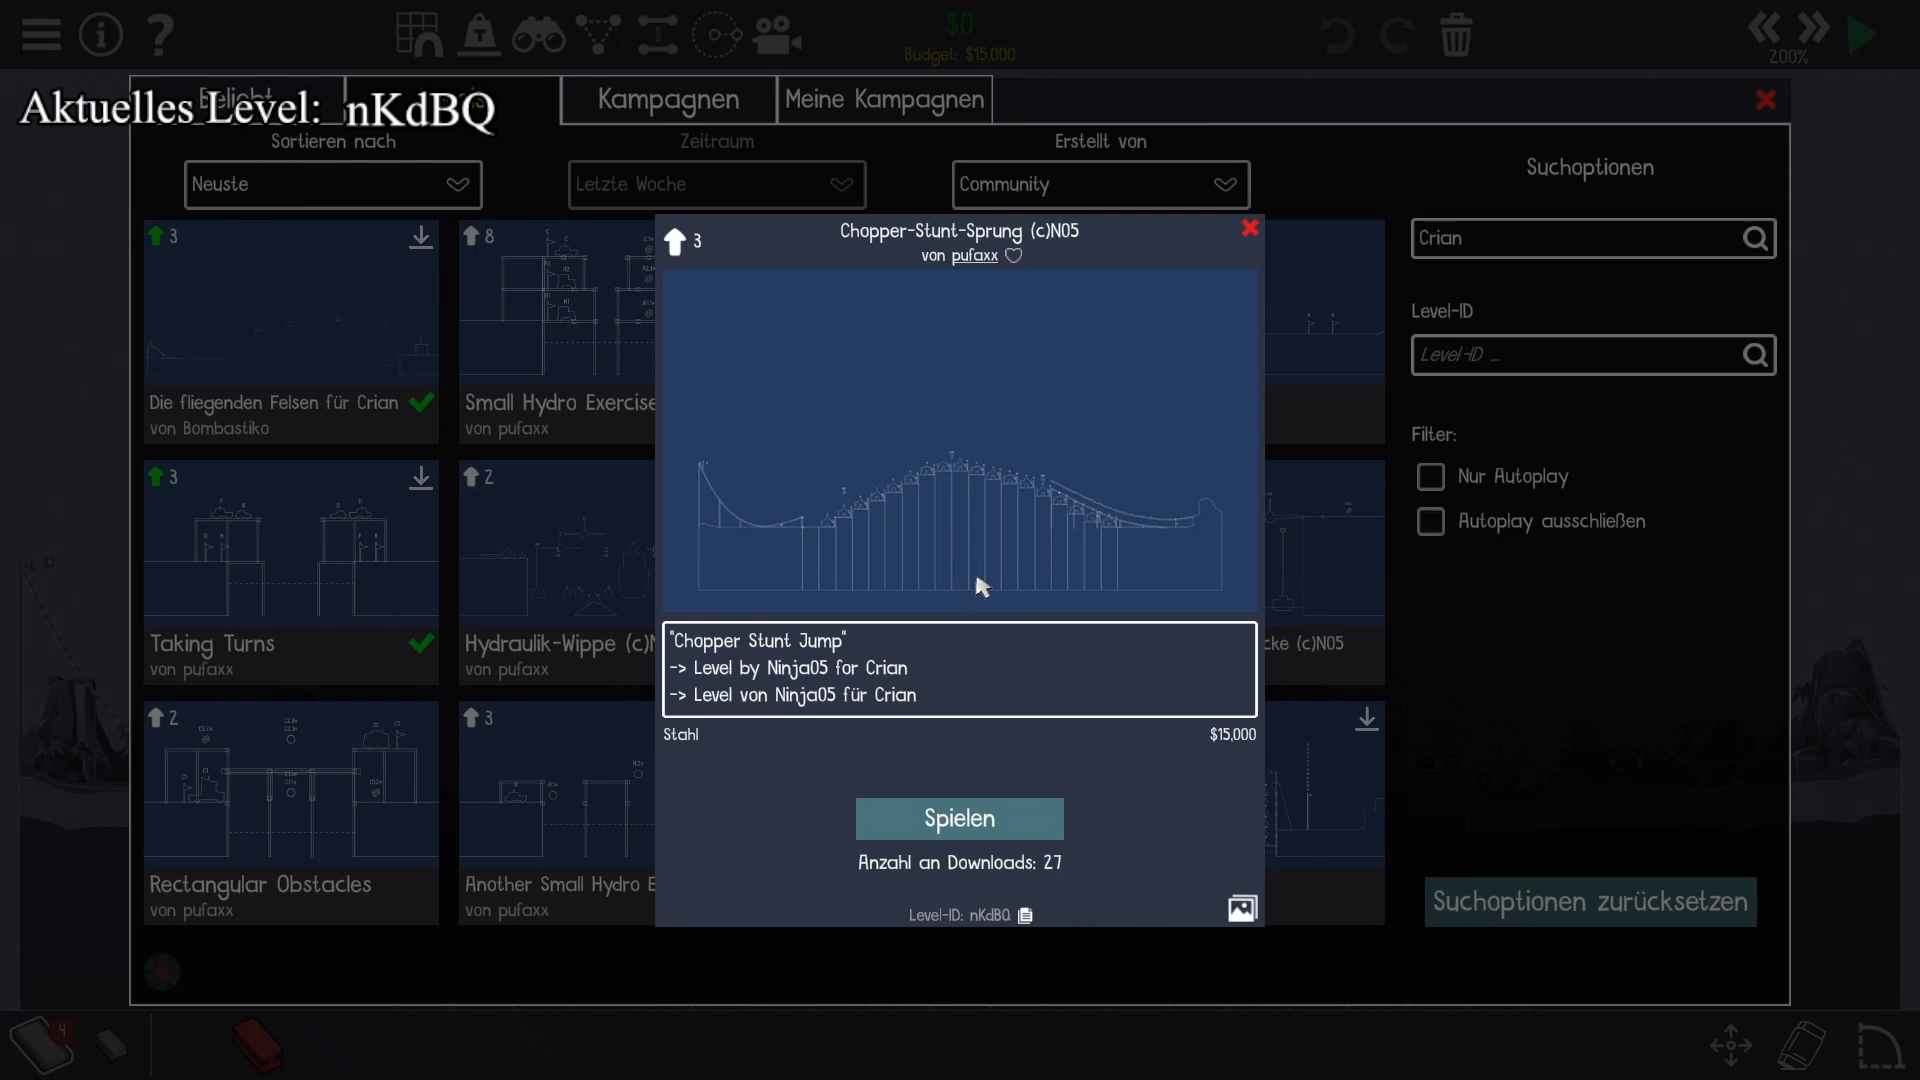 $0
Budget: $15,000
200%
Aktuelles Level: nKdBQ
Kampagnen
Meine Kampagnen
Sortieren nach
Zeitraum
Erstellt von
Neuste
Letzte Woche
Community
Suchoptionen
Crian
Level-ID
Level-ID ...
Filter:
Nur Autoplay
Autoplay ausschließen
Suchoptionen zurücksetzen
3
Die fliegenden Felsen für Crian
von Bombastiko
8
Small Hydro Exercise
von pufaxx
3
Taking Turns
von pufaxx
2
Hydraulik-Wippe (c)N
von pufaxx
cke (c)N05
2
Rectangular Obstacles
von pufaxx
3
Another Small Hydro E
von pufaxx
3
Chopper-Stunt-Sprung (c)N05
von pufaxx
"Chopper Stunt Jump"
-> Level by Ninja05 for Crian
-> Level von Ninja05 für Crian
Stahl
$15,000
Spielen
Anzahl an Downloads: 27
Level-ID: nKdBQ
4